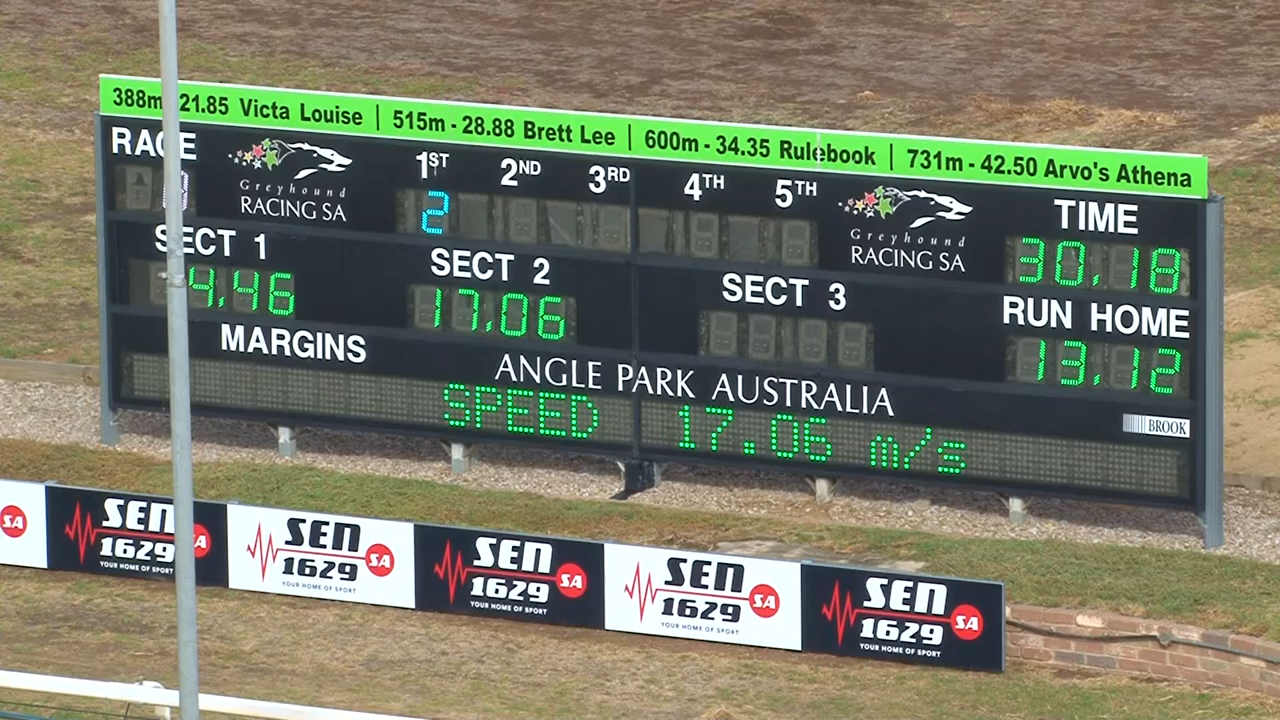 388m 21.85 Victa Louise | 515m - 28.88 Brett Lee | 600m - 34.35 Rulebook | 731m - 42.50 Arvo's Athena
RACE
Greyhound
RACING SA
1ST 2ND 3RD 4TH 5TH
2
Greyhound
RACING SA
TIME
30.18
SECT 1
4.46
SECT 2
17.06
SECT 3
RUN HOME
13.12
MARGINS
ANGLE PARK AUSTRALIA
SPEED 17.06 m/s
BROOK
SA
SEN
1629
SA
YOUR HOME OF SPORT
SEN
1629
SA
YOUR HOME OF SPORT
SEN
1629
SA
YOUR HOME OF SPORT
SEN
1629
SA
YOUR HOME OF SPORT
SEN
1629
SA
YOUR HOME OF SPORT